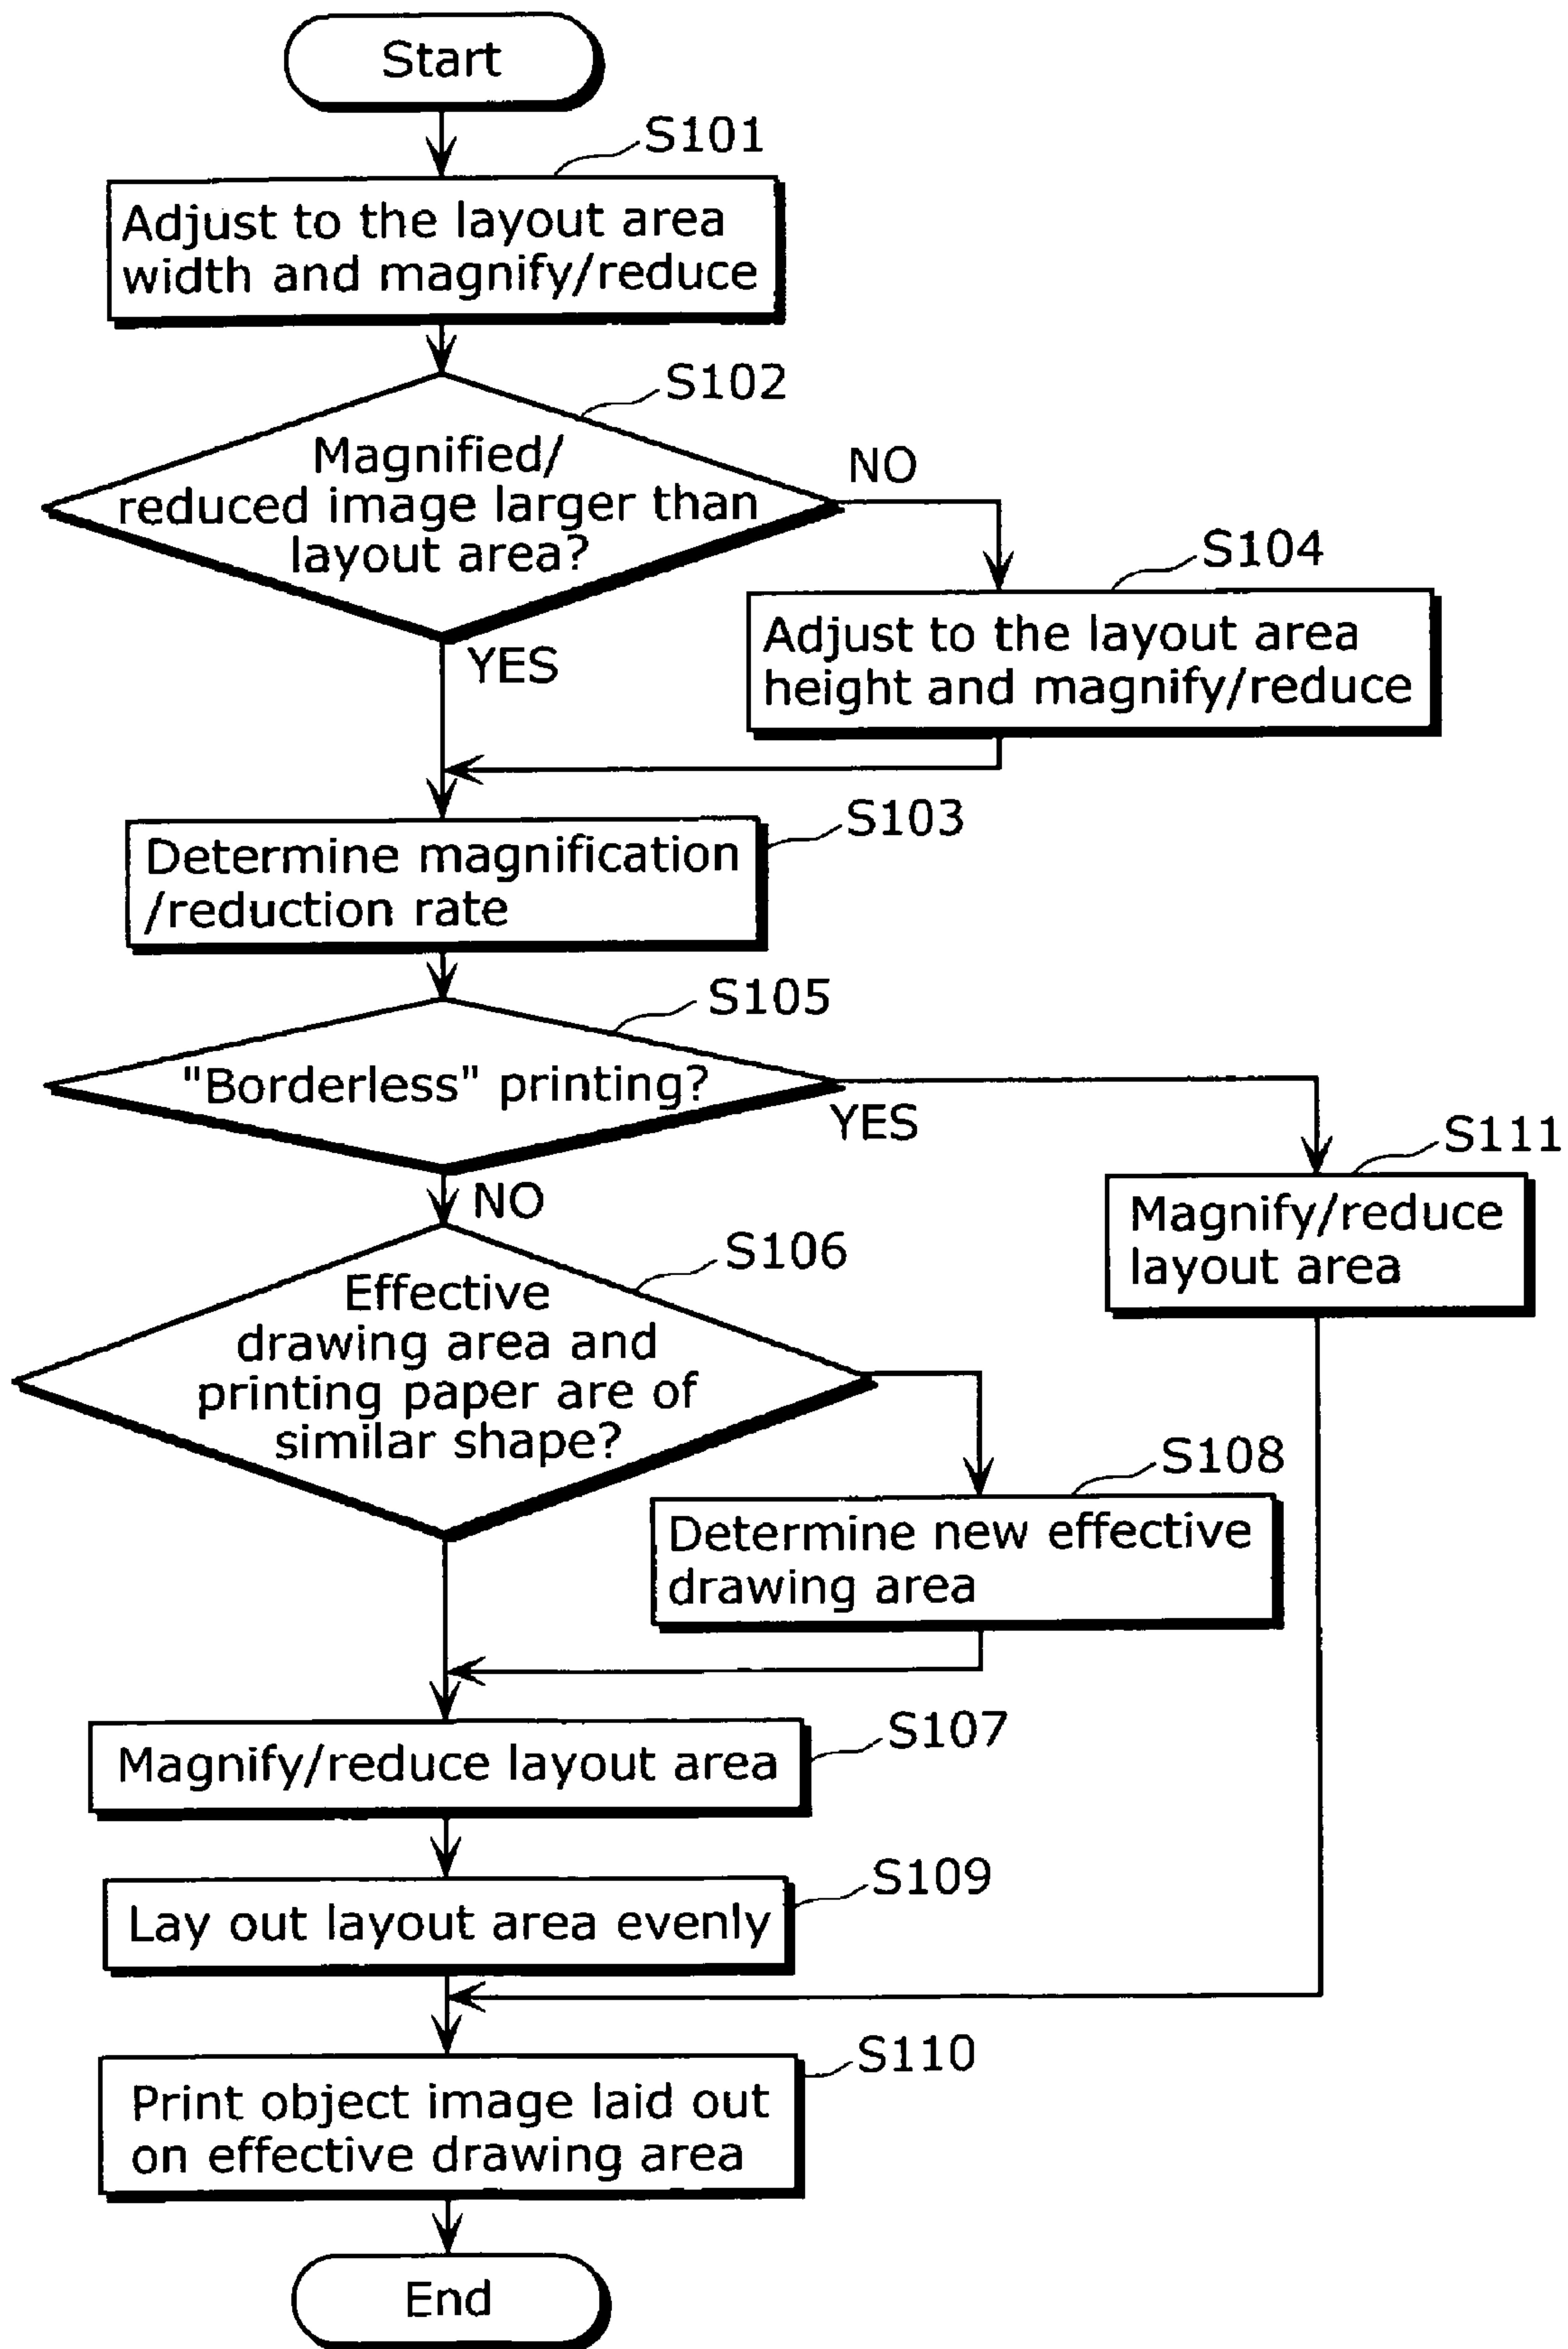 Start
S101
Adjust to the layout area
width and magnify/reduce
S102
Magnified/
reduced image larger than
layout area?
NO
YES
S104
Adjust to the layout area
height and magnify/reduce
S103
Determine magnification
/reduction rate
S105
"Borderless" printing?
YES
NO
S111
Magnify/reduce
layout area
S106
Effective
drawing area and
printing paper are of
similar shape?
S108
Determine new effective
drawing area
S107
Magnify/reduce layout area
S109
Lay out layout area evenly
S110
Print object image laid out
on effective drawing area
End